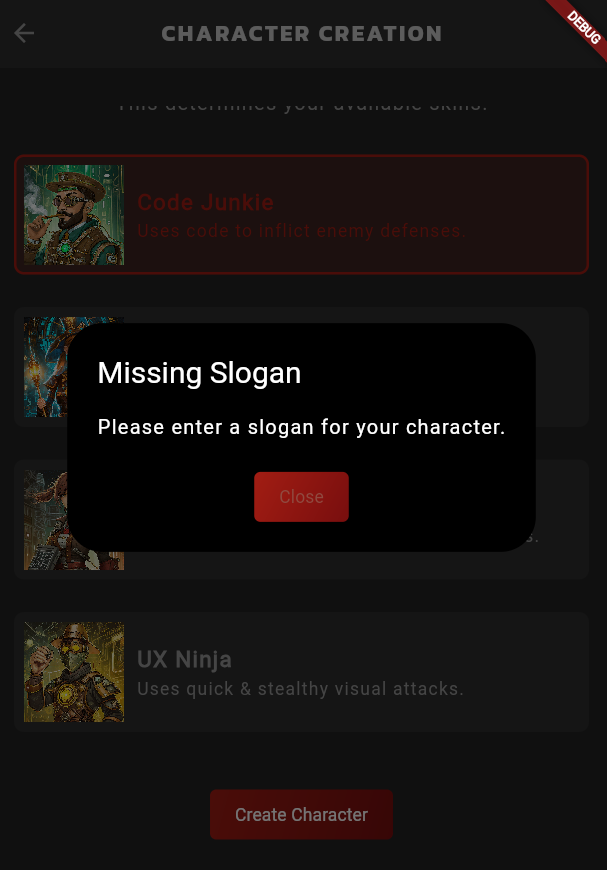 CHARACTER CREATION
DEBUG
This determines your available skills.
Code Junkie
Uses code to inflict enemy defenses.
Missing Slogan
Please enter a slogan for your character.
Close
s.
UX Ninja
Uses quick & stealthy visual attacks.
Create Character